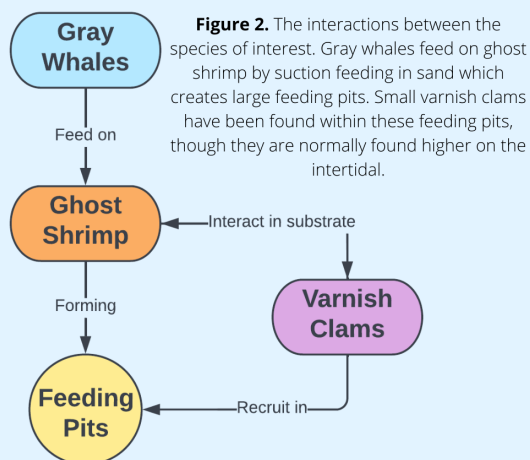 Gray
Whales
Figure 2. The interactions between the
species of interest. Gray whales feed on ghost
shrimp by suction feeding in sand which
creates large feeding pits. Small varnish clams
have been found within these feeding pits,
though they are normally found higher on the
intertidal.
Feed on
Ghost
Shrimp
Interact in substrate
Forming
Varnish
Clams
Feeding
Pits
Recruit in